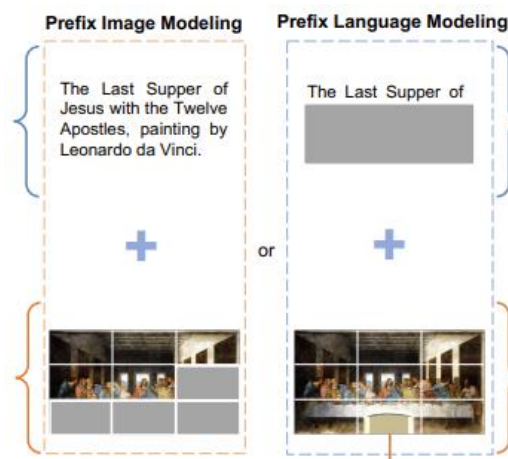 Prefix Image Modeling
Prefix Language Modeling
The Last Supper of
Jesus with the Twelve
Apostles, painting by
Leonardo da Vinci.
The Last Supper of
+
or
+